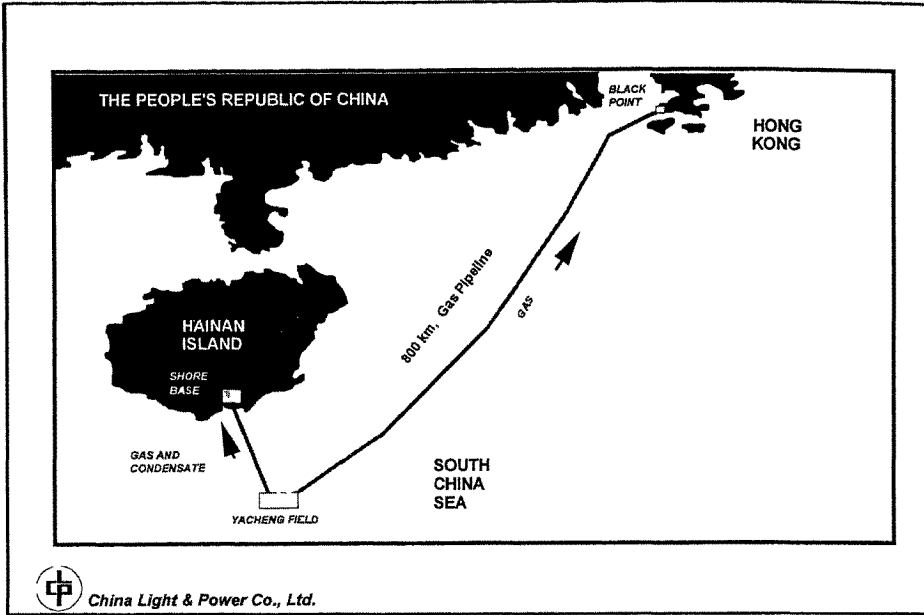 THE PEOPLE'S REPUBLIC OF CHINA
BLACK
POINT
HONG
KONG
800 km, Gas Pipeline
GAS
HAINAN
ISLAND
SHORE
BASE
GAS AND
CONDENSATE
SOUTH
CHINA
SEA
YACHENG FIELD
China Light & Power Co., Ltd.